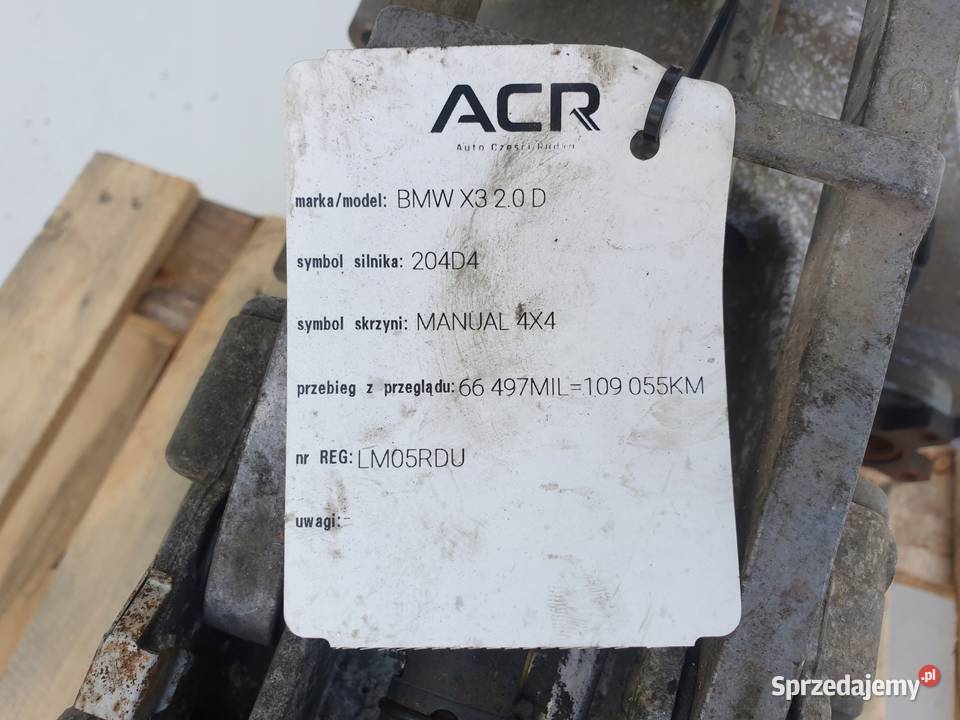 ACR
Auto Części Rudka
marka/model: BMW X3 2.0 D
symbol silnika: 204D4
symbol skrzyni: MANUAL 4X4
przebieg z przeglądu: 66 497MIL=109 055KM
nr REG: LM05RDU
uwagi:-
Sprzedajemy.pl